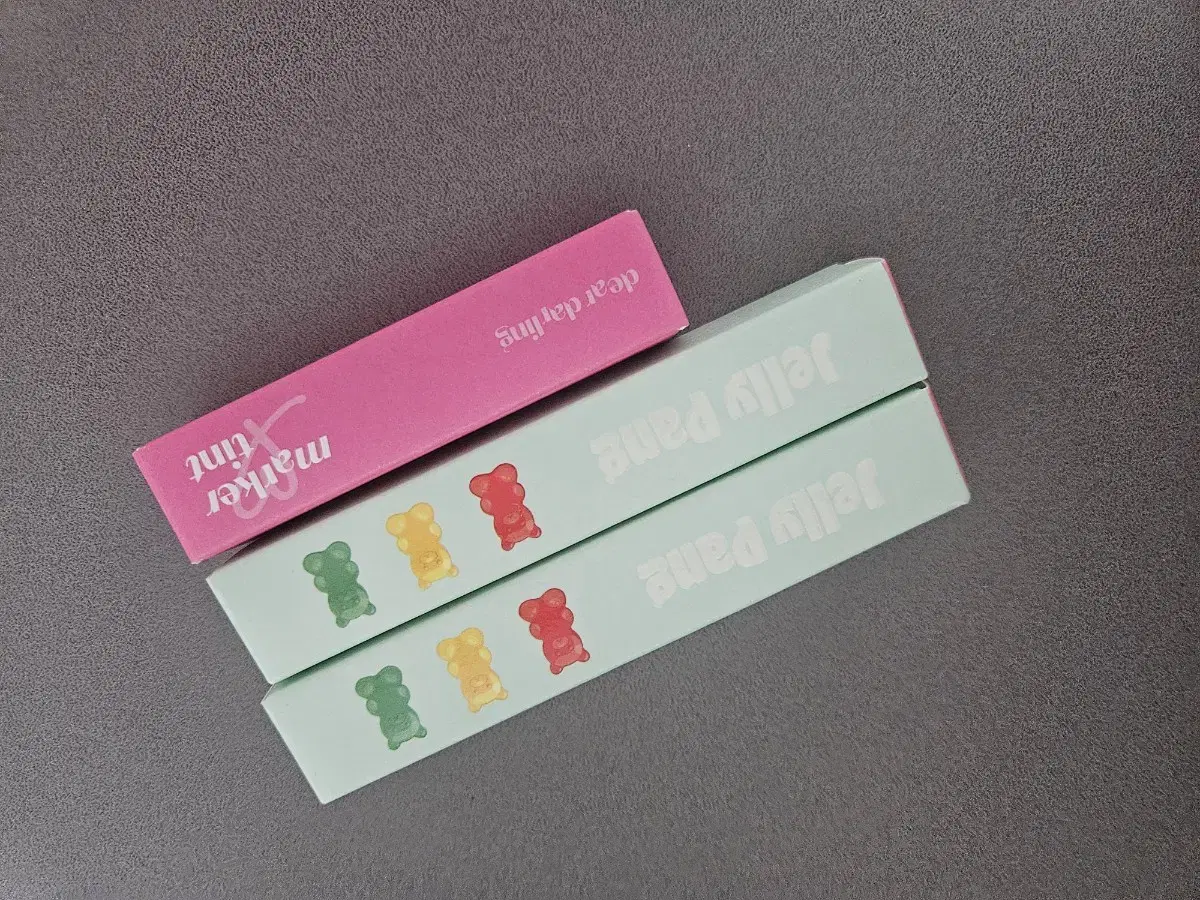 dear darling
marker
tint
Jelly Pang
Jelly Pang